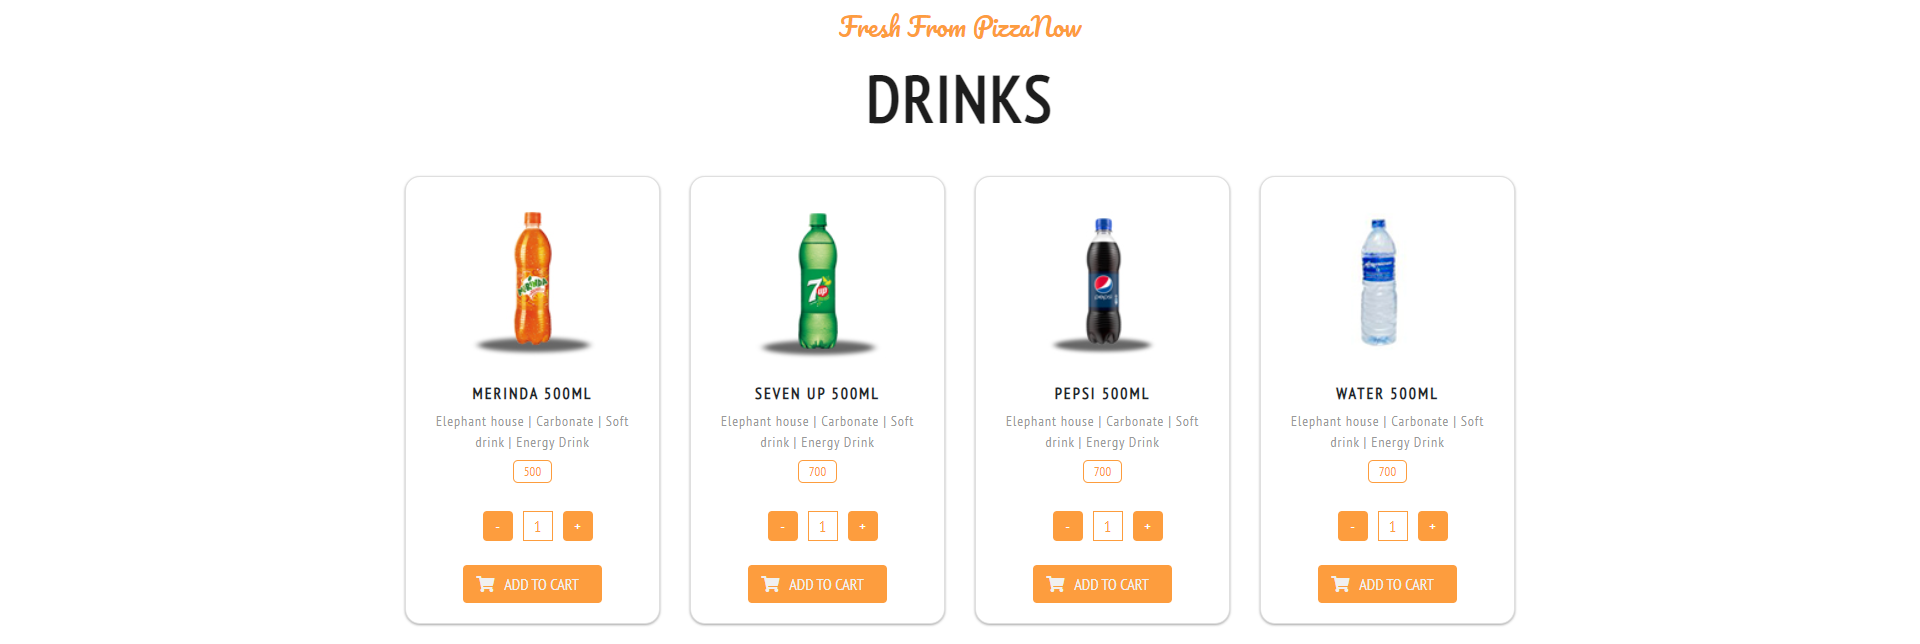 Fresh From PizzaNow
DRINKS
MIRINDA
7up
pepsi
MERINDA 500ML
Elephant house | Carbonate | Soft
drink | Energy Drink
500
- 1 +
ADD TO CART
SEVEN UP 500ML
Elephant house | Carbonate | Soft
drink | Energy Drink
700
- 1 +
ADD TO CART
PEPSI 500ML
Elephant house | Carbonate | Soft
drink | Energy Drink
700
- 1 +
ADD TO CART
WATER 500ML
Elephant house | Carbonate | Soft
drink | Energy Drink
700
- 1 +
ADD TO CART